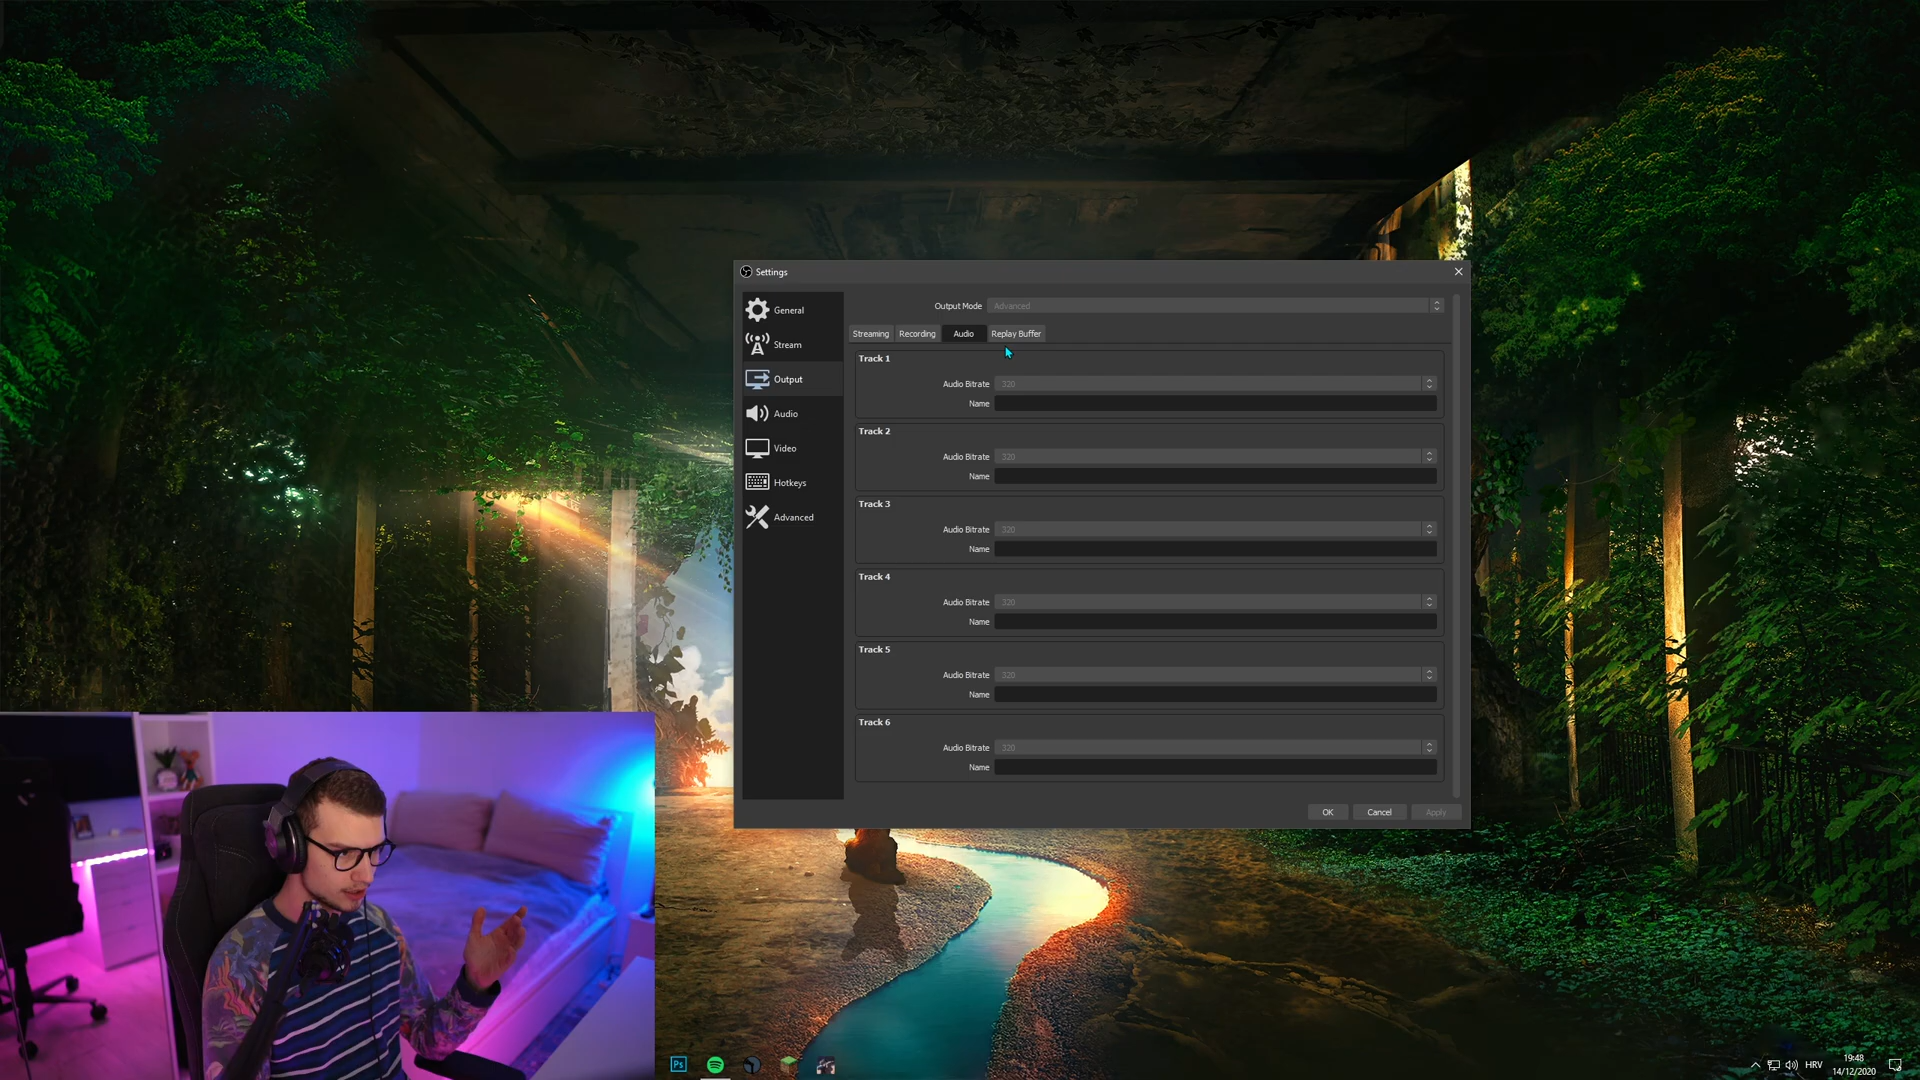 Settings
General
Stream
Output
Audio
Video
Hotkeys
Advanced
Output Mode Advanced
Streaming Recording Audio Replay Buffer
Track 1
Audio Bitrate 320
Name
Track 2
Audio Bitrate 320
Name
Track 3
Audio Bitrate 320
Name
Track 4
Audio Bitrate 320
Name
Track 5
Audio Bitrate 320
Name
Track 6
Audio Bitrate 320
Name
OK Cancel Apply
Ps
HRV
19:48
14/12/2020